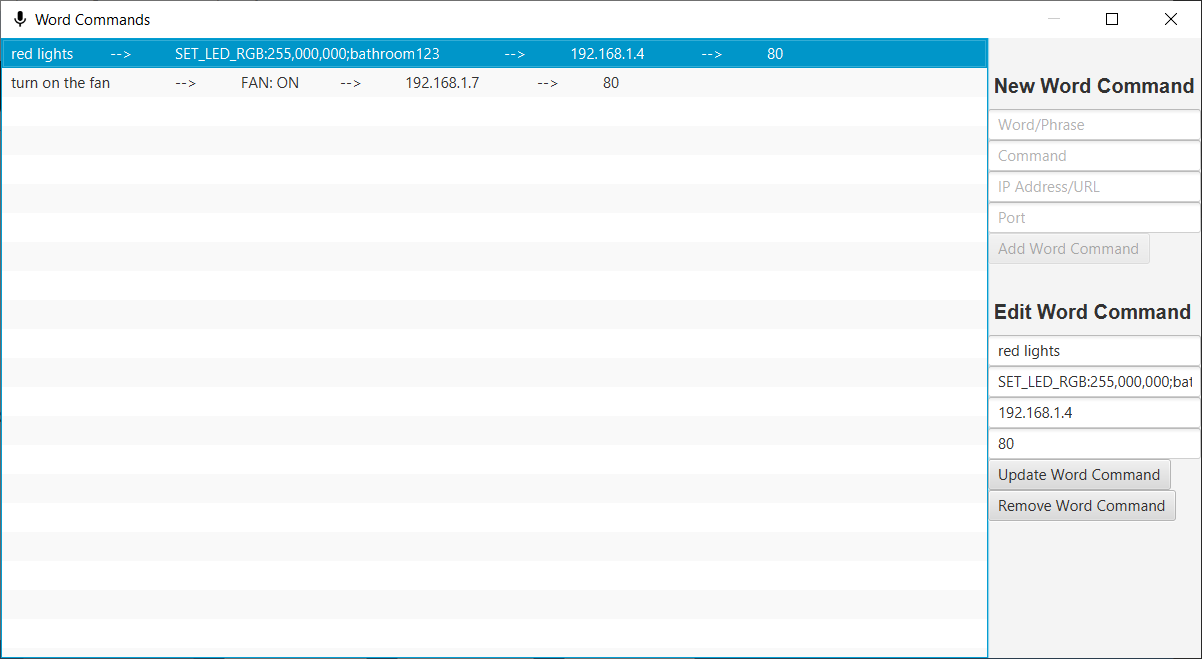 Word Commands
red lights --> SET_LED_RGB:255,000,000;bathroom123 --> 192.168.1.4 --> 80
turn on the fan --> FAN: ON --> 192.168.1.7 --> 80
New Word Command
Word/Phrase
Command
IP Address/URL
Port
Add Word Command
Edit Word Command
red lights
SET_LED_RGB:255,000,000;bat
192.168.1.4
80
Update Word Command
Remove Word Command